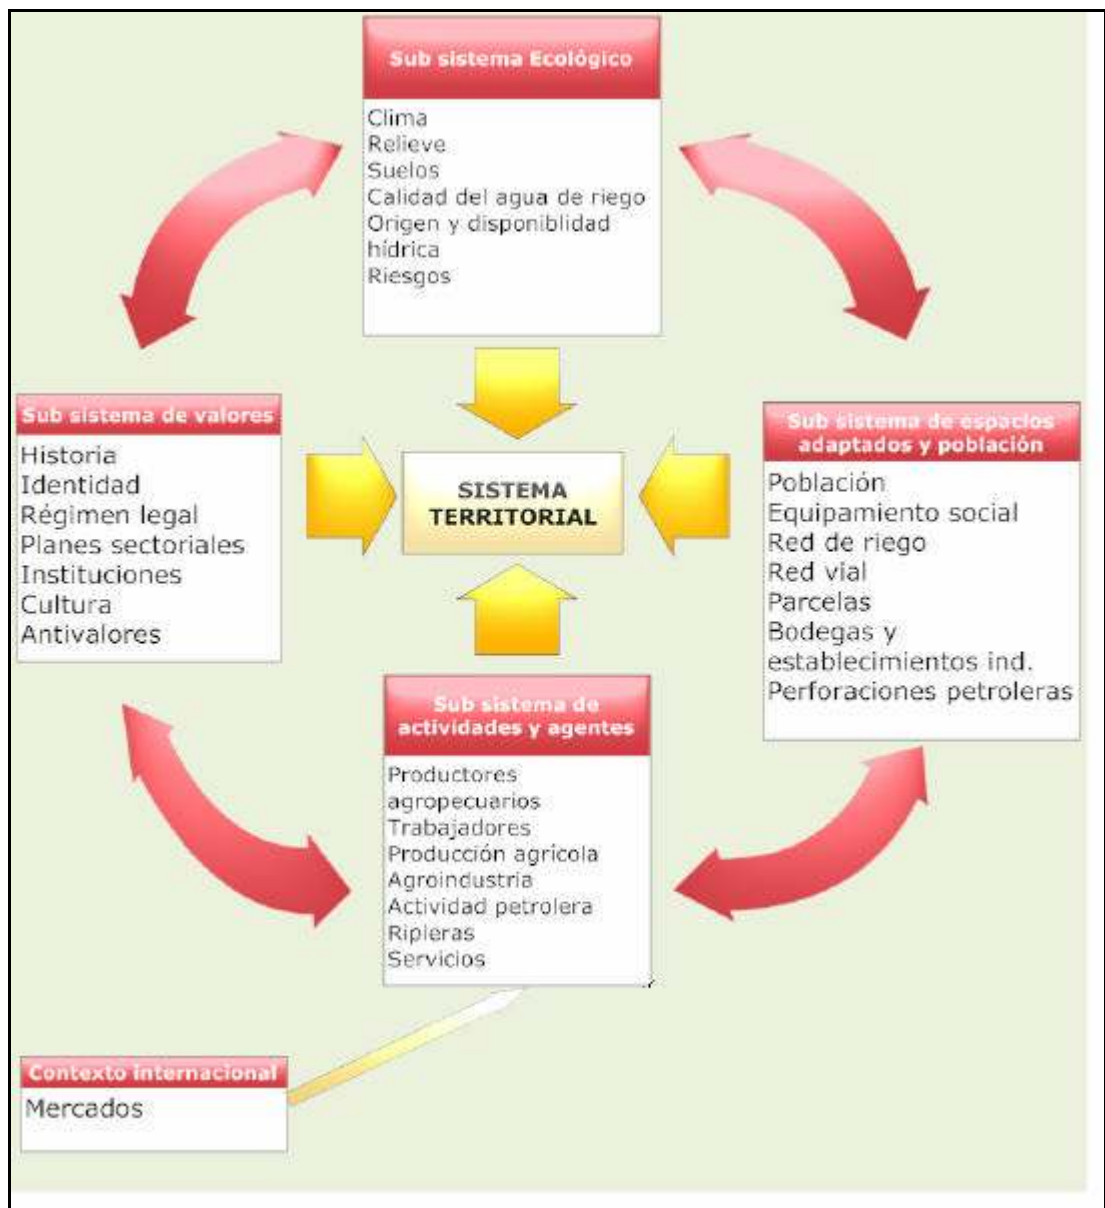 Sub sistema Ecológico
Clima
Relieve
Suelos
Calidad del agua de riego
Origen y disponiblidad
hídrica
Riesgos
Sub sistema de valores
Historia
Identidad
Régimen legal
Planes sectoriales
Instituciones
Cultura
Antivalores
SISTEMA
TERRITORIAL
Sub sistema de espacios
adaptados y población
Población
Equipamiento social
Red de riego
Red vial
Parcelas
Bodegas y
establecimientos ind.
Perforaciones petroleras
Sub sistema de
actividades y agentes
Productores
agropecuarios
Trabajadores
Producción agrícola
Agroindustria
Actividad petrolera
Ripleras
Servicios
Contexto internacional
Mercados